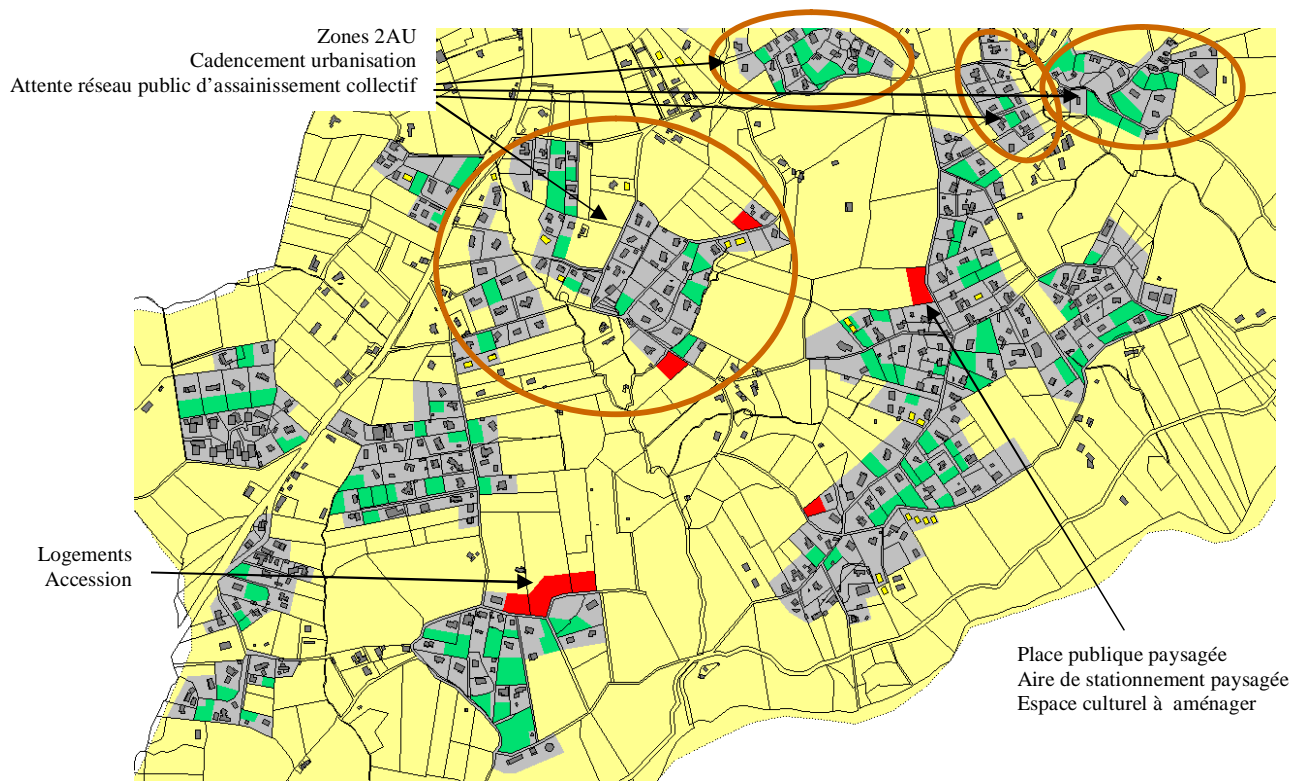 Zones 2AU
Cadencement urbanisation
Attente réseau public d'assainissement collectif
Logements
Accession
Place publique paysagée
Aire de stationnement paysagée
Espace culturel à aménager